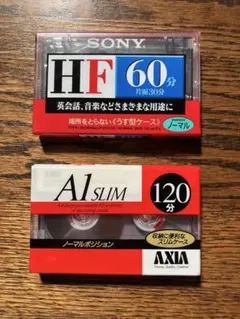 SONY
HF
60分
片面30分
英会話、音楽などさまざまな用途に
場所をとらない〈うす型ケース〉
ノーマル
A1 SLIM
120
分
ノーマルポジション
収納に便利な
スリムケース
AXIA